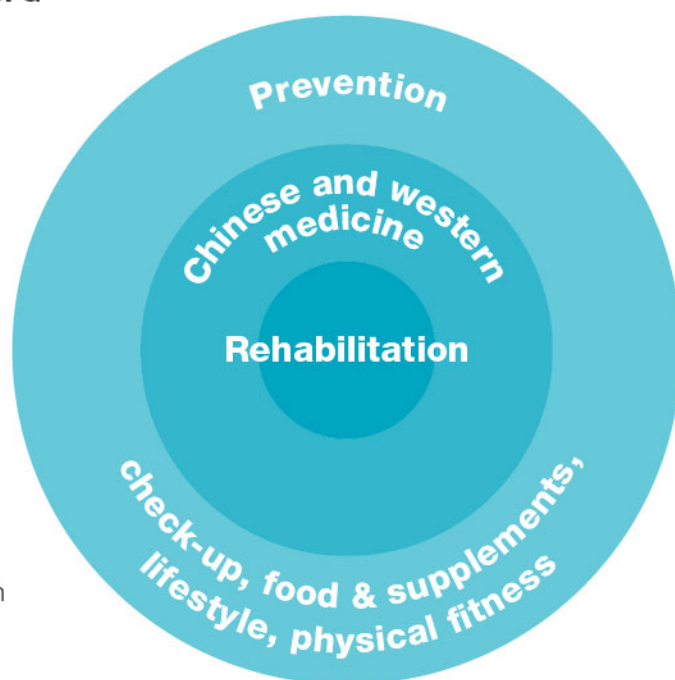 Prevention
Chinese and western
medicine
Rehabilitation
check-up, food & supplements,
lifestyle, physical fitness